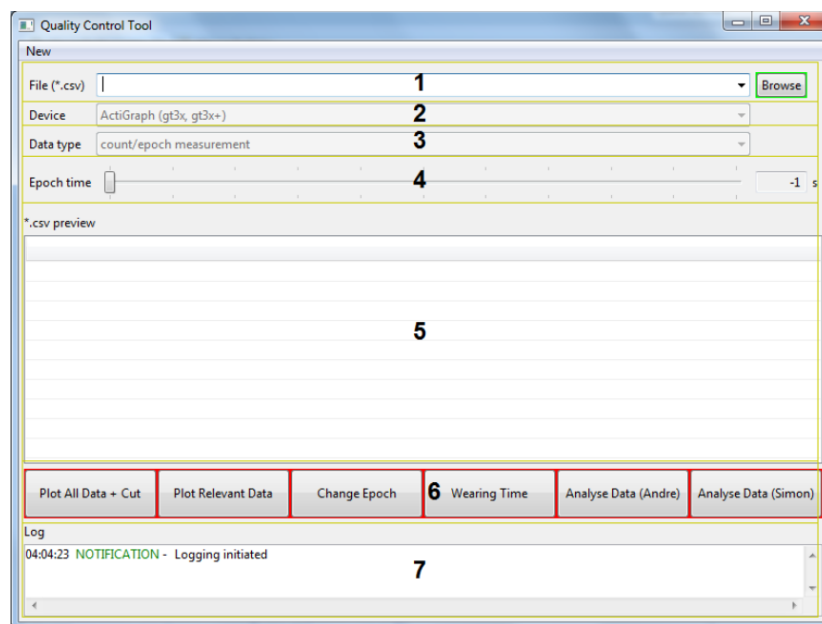 Quality Control Tool
New
File (*.csv) 1 Browse
Device ActiGraph (gt3x, gt3x+) 2
Data type count/epoch measurement 3
Epoch time 4 -1 s
*.csv preview
5
Plot All Data + Cut Plot Relevant Data Change Epoch 6 Wearing Time Analyse Data (Andre) Analyse Data (Simon)
Log
04:04:23 NOTIFICATION - Logging initiated
7